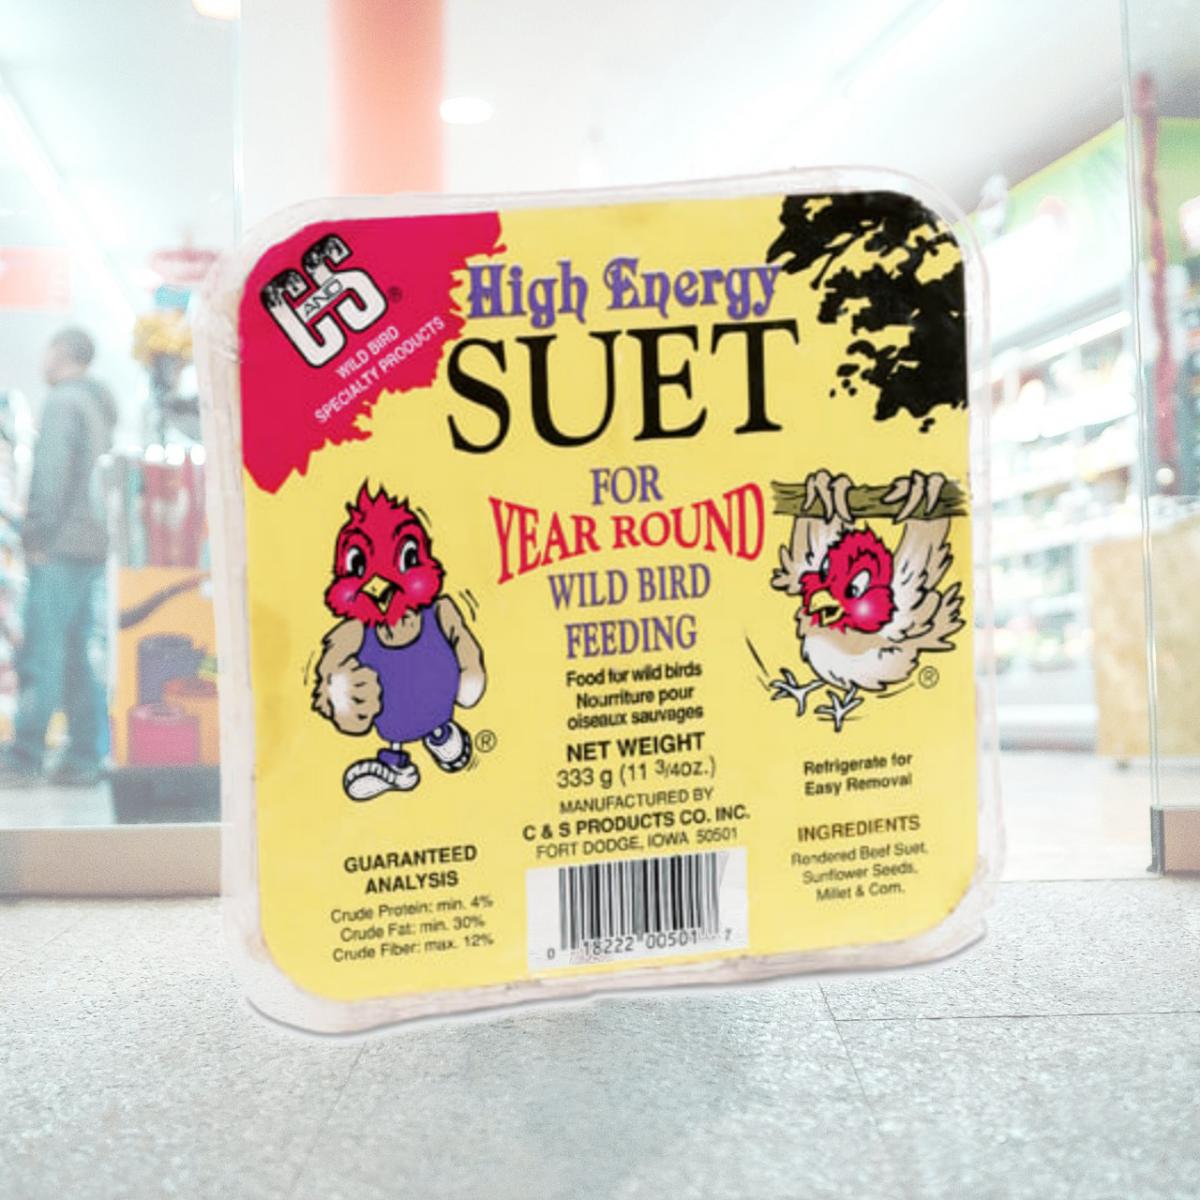 C AND S ®
WILD BIRD
SPECIALTY PRODUCTS
High Energy
SUET
FOR
YEAR ROUND
WILD BIRD
FEEDING
Food for wild birds
Nourriture pour
oiseaux sauvages
NET WEIGHT
333 g (11 3/4OZ.)
MANUFACTURED BY
C & S PRODUCTS CO. INC.
FORT DODGE, IOWA 50501
®
®
Refrigerate for
Easy Removal
INGREDIENTS
Rendered Beef Suet,
Sunflower Seeds,
Millet & Corn.
GUARANTEED
ANALYSIS
Crude Protein: min. 4%
Crude Fat: min. 30%
Crude Fiber: max. 12%
0 18222 00501 7